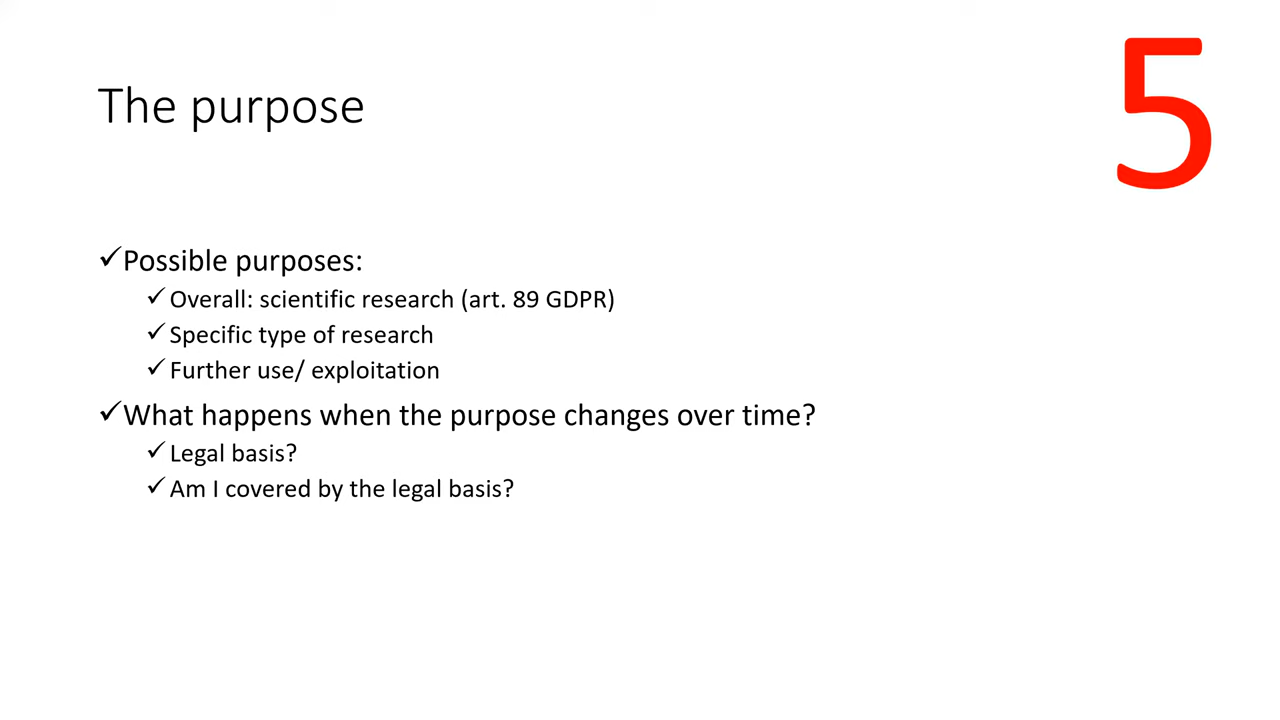 The purpose
5
✓Possible purposes:
✓Overall: scientific research (art. 89 GDPR)
✓Specific type of research
✓Further use/ exploitation
✓What happens when the purpose changes over time?
✓Legal basis?
✓Am I covered by the legal basis?